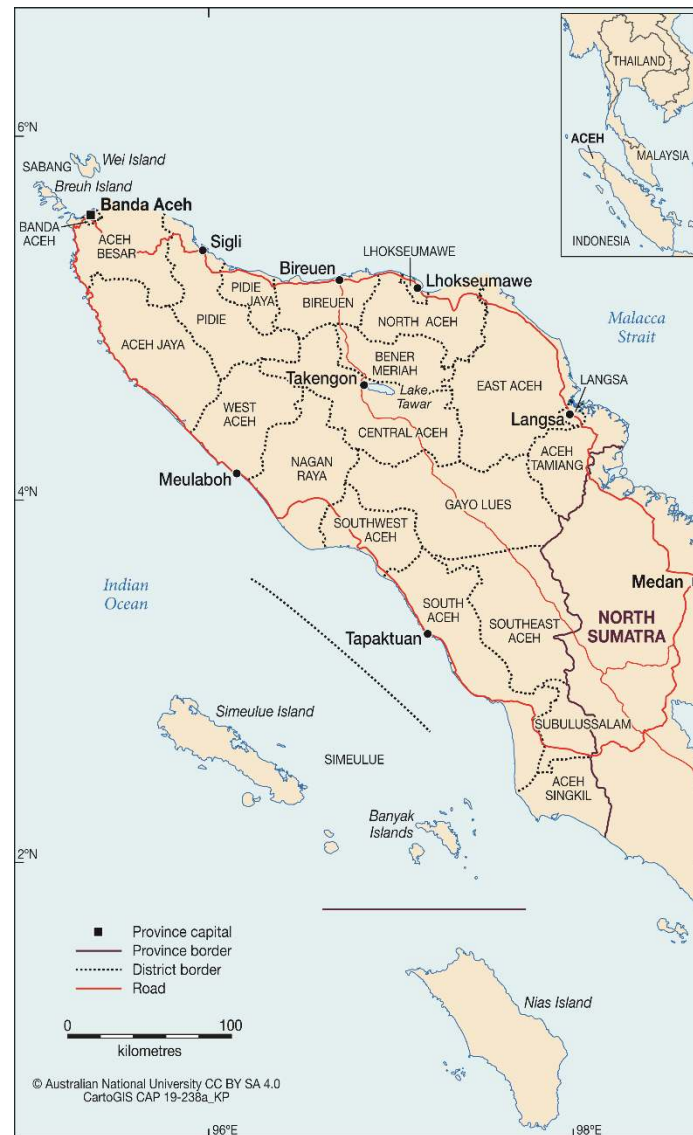 THAILAND
ACEH
MALAYSIA
INDONESIA
6°N
SABANG
Wei Island
Breuh Island
Banda Aceh
BANDA
ACEH
ACEH
BESAR
Sigli
LHOKSEUMAWE
Bireuen
Lhokseumawe
PIDIE
JAYA
BIREUEN
PIDIE
NORTH ACEH
Malacca
Strait
ACEH JAYA
BENER
MERIAH
Takengon
Lake
Tawar
EAST ACEH
LANGSA
WEST
ACEH
Langsa
CENTRAL ACEH
ACEH
TAMIANG
NAGAN
RAYA
Meulaboh
4°N
GAYO LUES
SOUTHWEST
ACEH
Indian
Ocean
Medan
SOUTH
ACEH
SOUTHEAST
ACEH
NORTH
SUMATRA
Tapaktuan
Simeulue Island
SUBULUSSALAM
SIMEULUE
ACEH
SINGKIL
Banyak
Islands
2°N
Province capital
Province border
District border
Road
Nias Island
0 100
kilometres
© Australian National University CC BY SA 4.0
CartoGIS CAP 19-238a_KP
96°E 98°E